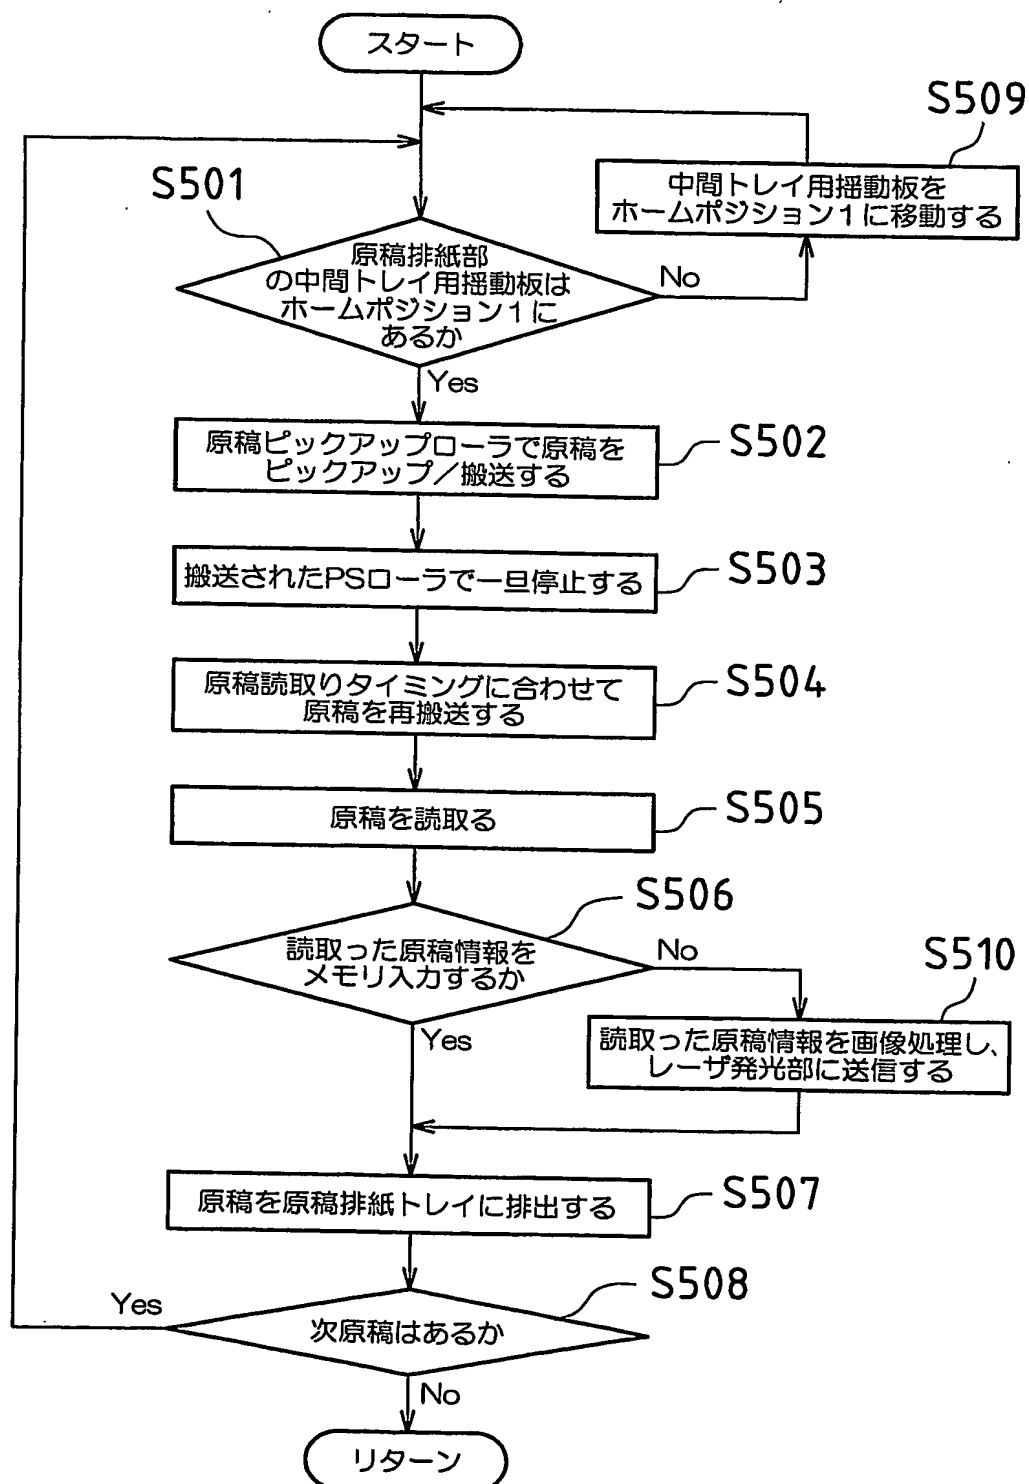 スタート
S509
中間トレイ用揺動板を
ホームポジション1に移動する
S501
原稿排紙部
の中間トレイ用揺動板は
ホームポジション1に
あるか
No
Yes
原稿ピックアップローラで原稿を
ピックアップ/搬送する
S502
搬送されたPSローラで一旦停止する
S503
原稿読取りタイミングに合わせて
原稿を再搬送する
S504
原稿を読取る
S505
S506
読取った原稿情報を
メモリ入力するか
No
Yes
S510
読取った原稿情報を画像処理し、
レーザ発光部に送信する
原稿を原稿排紙トレイに排出する
S507
S508
Yes
次原稿はあるか
No
リターン